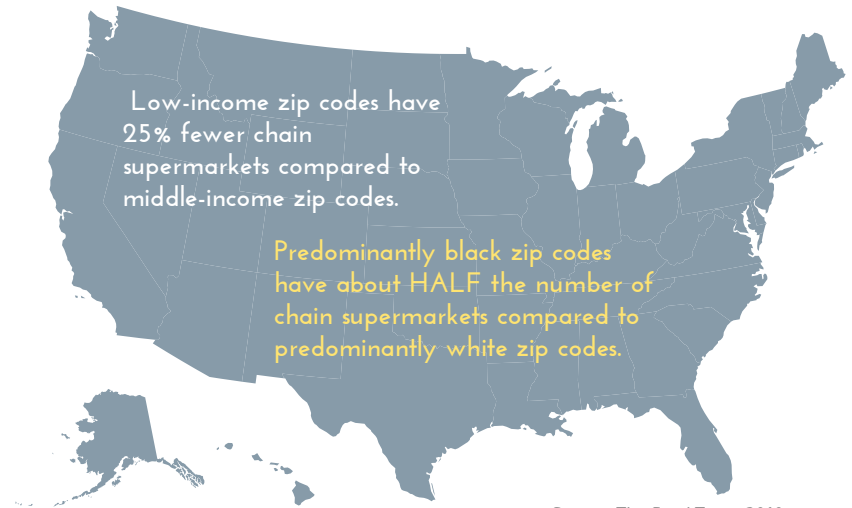 Low-income zip codes have
25% fewer chain
supermarkets compared to
middle-income zip codes.
Predominantly black zip codes
have about HALF the number of
chain supermarkets compared to
predominantly white zip codes.